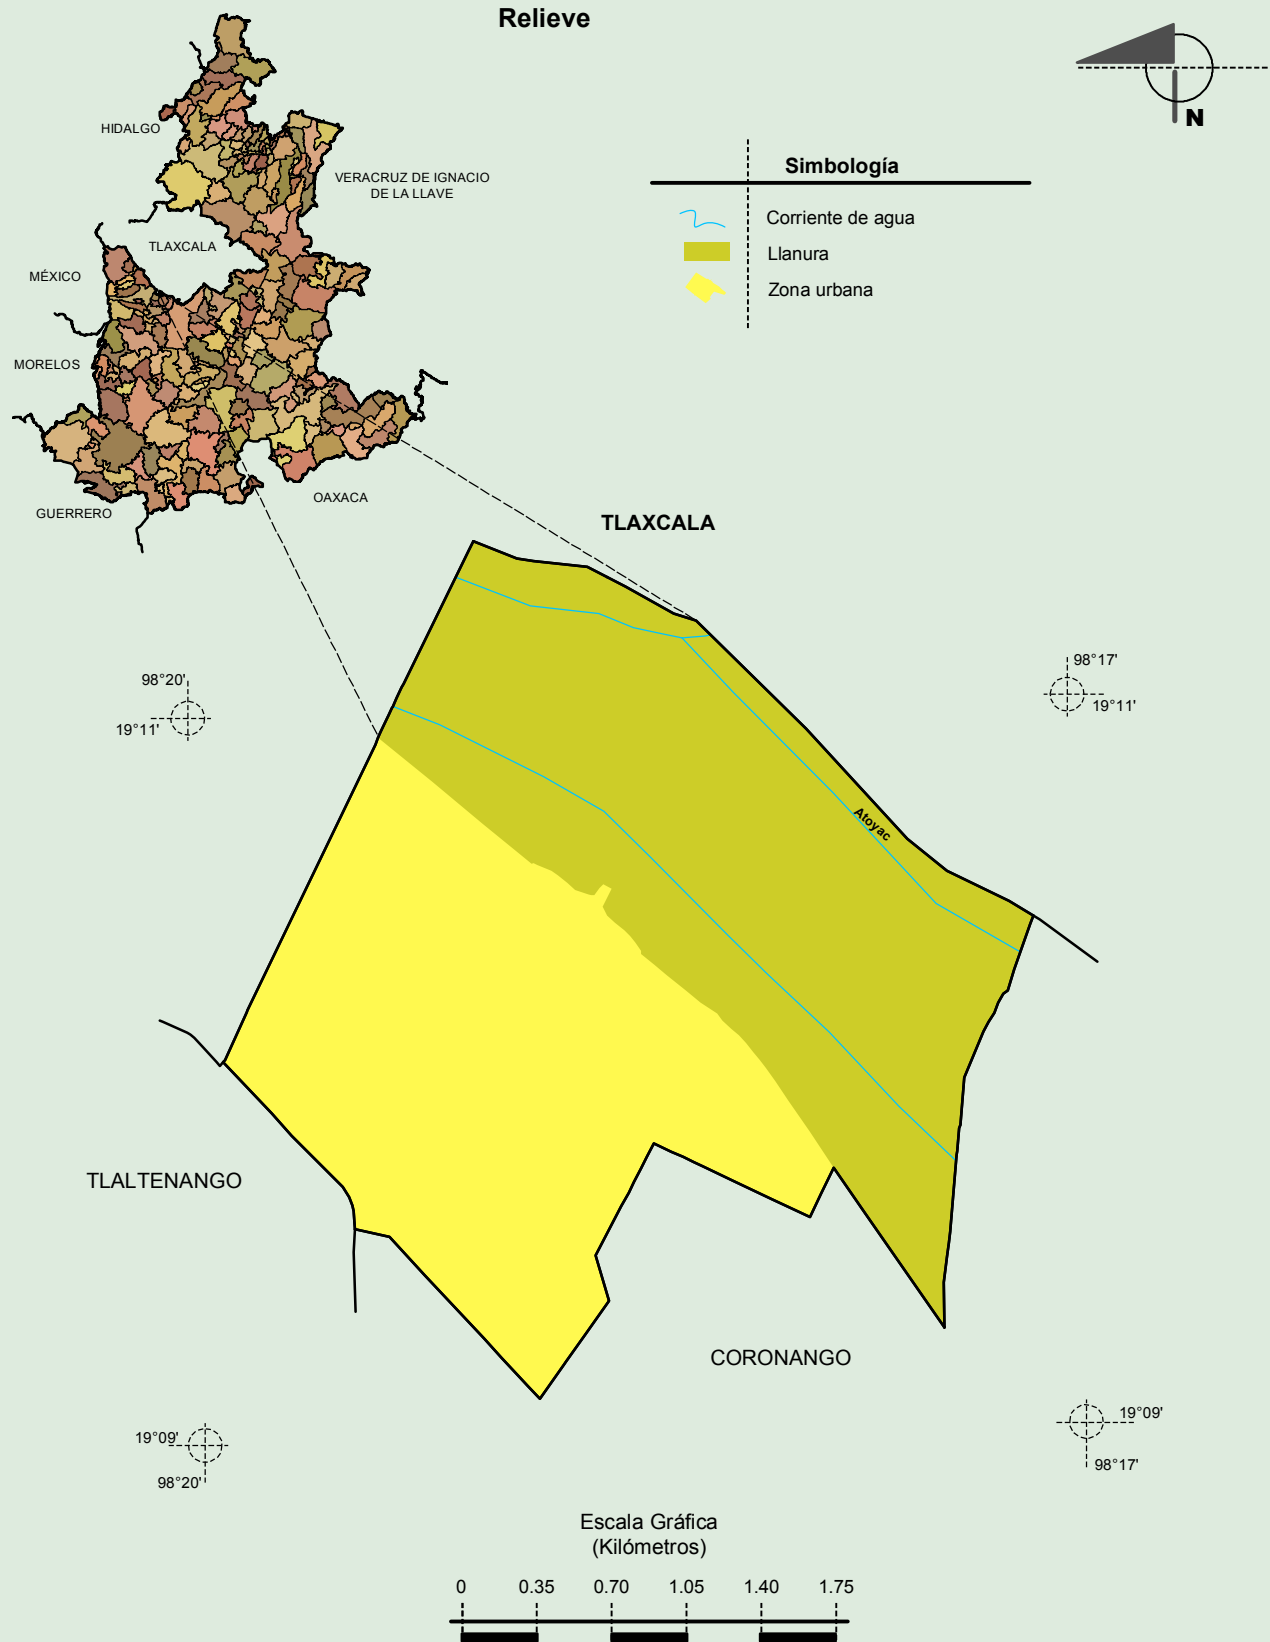 Relieve
N
HIDALGO
VERACRUZ DE IGNACIO
DE LA LLAVE
TLAXCALA
MÉXICO
MORELOS
GUERRERO
OAXACA
Simbología
Corriente de agua
Llanura
Zona urbana
TLAXCALA
98°20'
19°11'
98°17'
19°11'
Atoyac
TLALTENANGO
CORONANGO
19°09'
98°20'
19°09'
98°17'
Escala Gráfica
(Kilómetros)
0 0.35 0.70 1.05 1.40 1.75